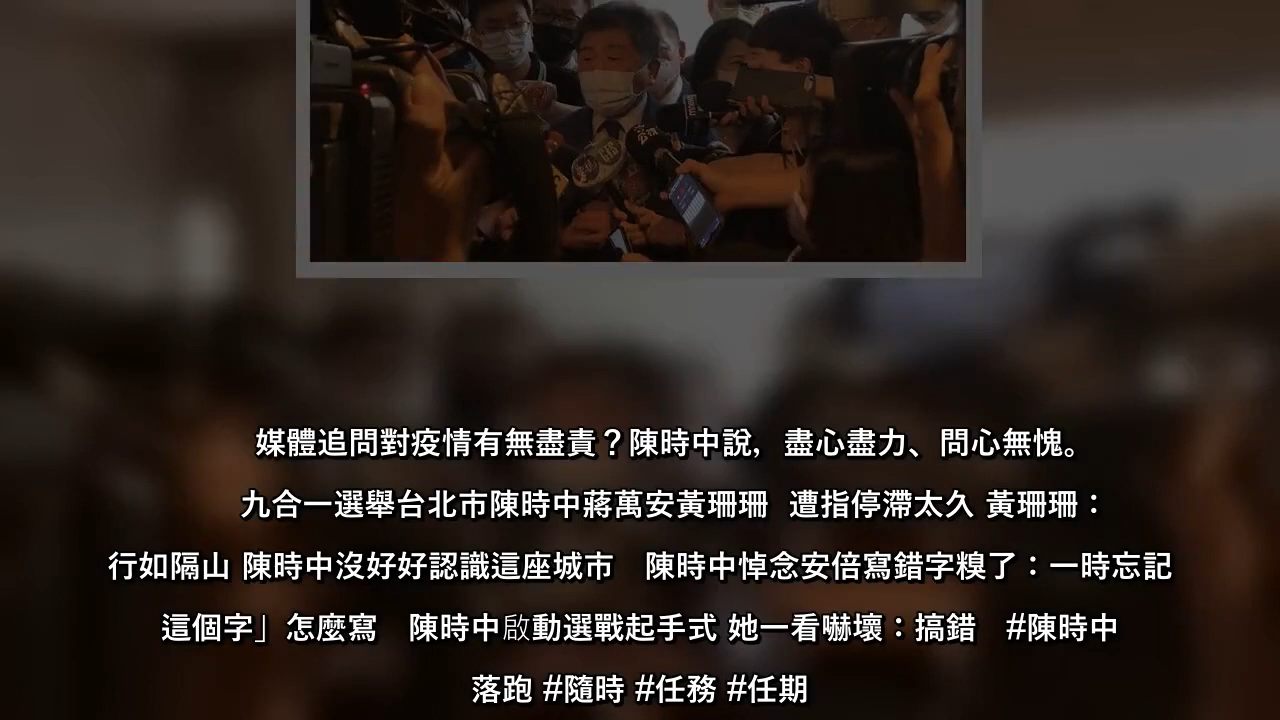 媒體追問對疫情有無盡責？陳時中說，盡心盡力、問心無愧。
九合一選舉台北市陳時中蔣萬安黃珊珊 遭指停滯太久 黃珊珊：
行如隔山 陳時中沒好好認識這座城市　陳時中悼念安倍寫錯字糗了：一時忘記
這個字」怎麼寫　陳時中啟動選戰起手式 她一看嚇壞：搞錯　#陳時中
落跑 #隨時 #任務 #任期